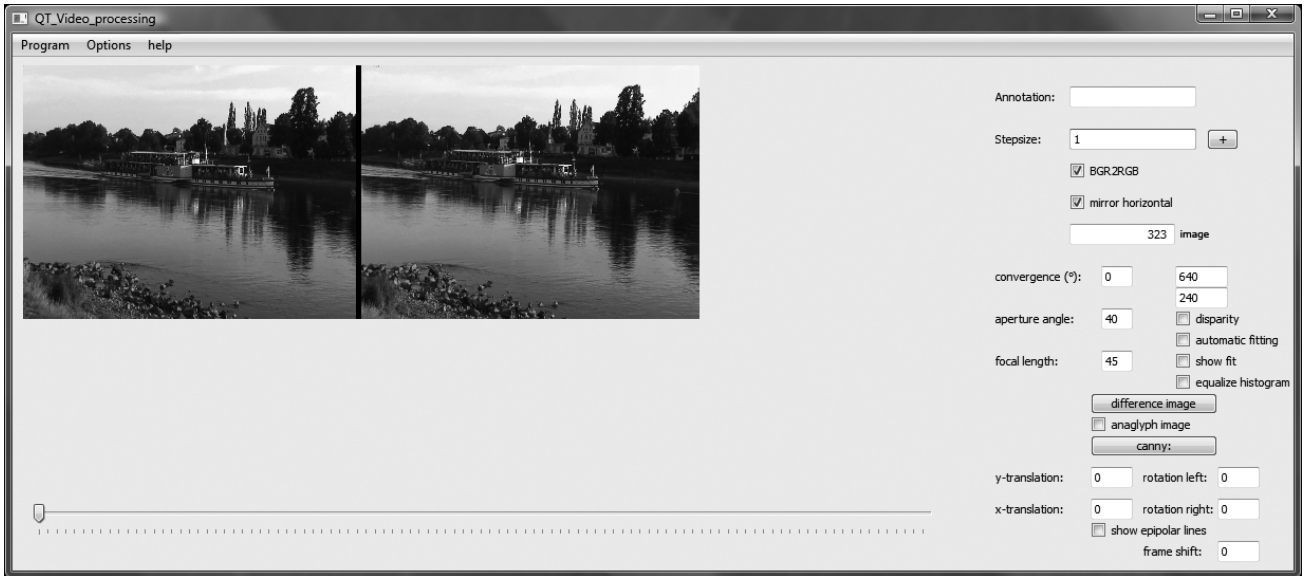 QT_Video_processing
Program Options help
Annotation:
Stepsize: 1 +
BGR2RGB
mirror horizontal
323 image
convergence (°): 0 640
240
aperture angle: 40 disparity
automatic fitting
focal length: 45 show fit
equalize histogram
difference image
anaglyph image
canny:
y-translation: 0 rotation left: 0
x-translation: 0 rotation right: 0
show epipolar lines
frame shift: 0